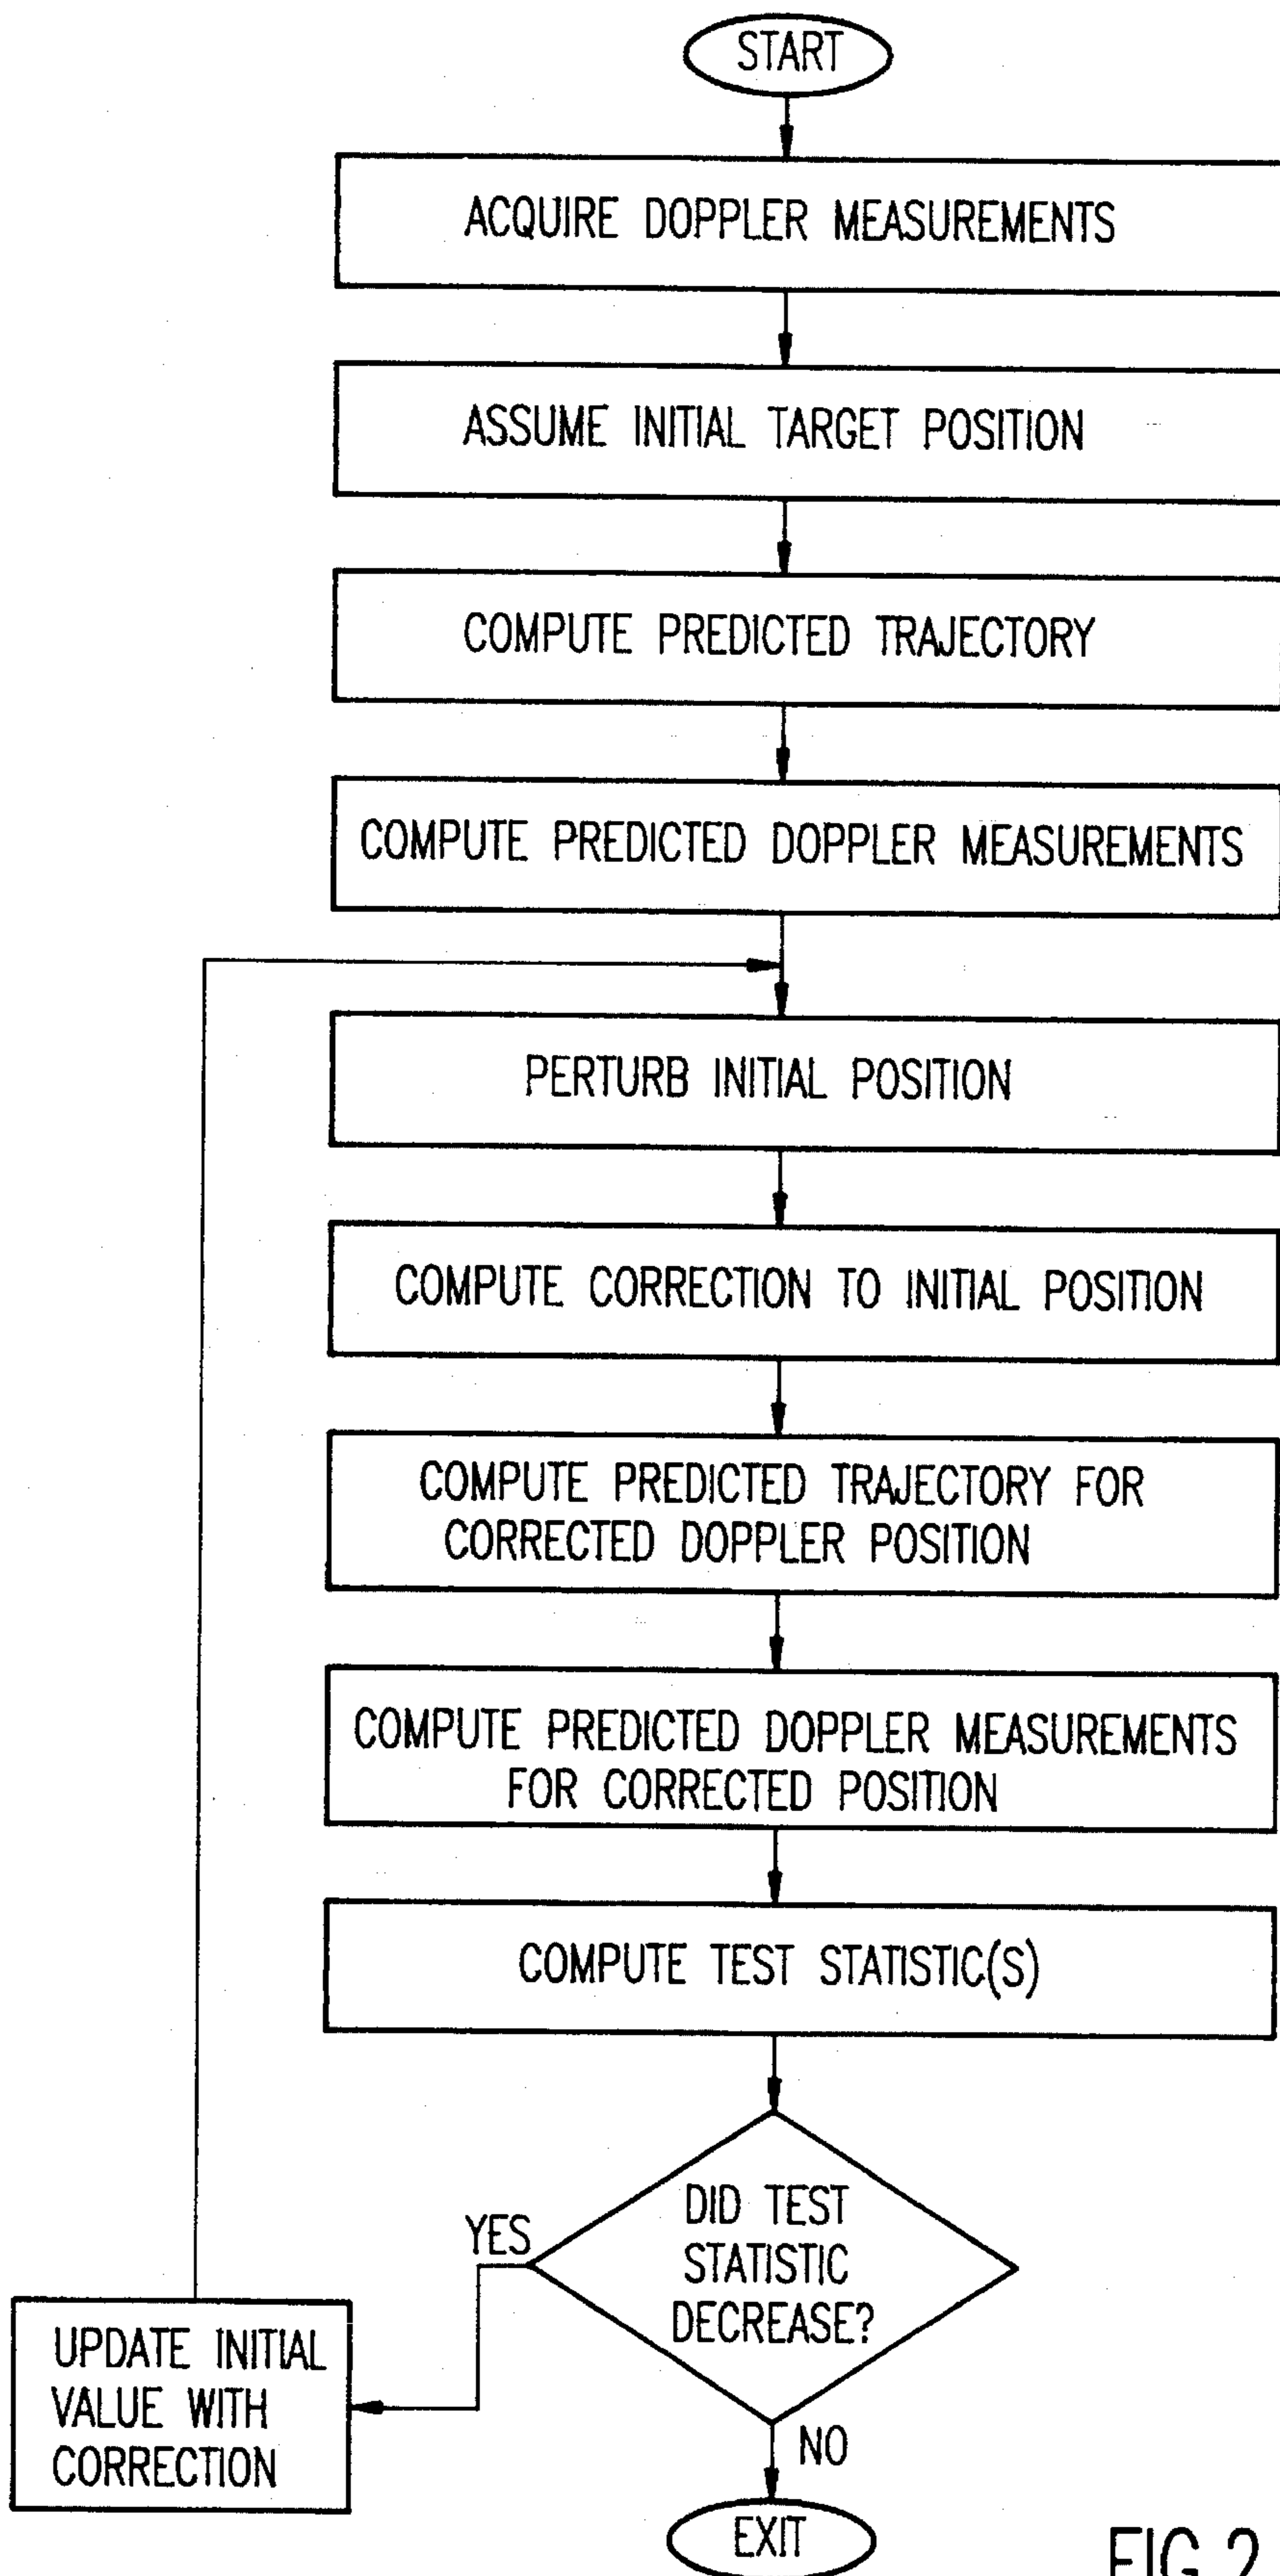 START
ACQUIRE DOPPLER MEASUREMENTS
ASSUME INITIAL TARGET POSITION
COMPUTE PREDICTED TRAJECTORY
COMPUTE PREDICTED DOPPLER MEASUREMENTS
PERTURB INITIAL POSITION
COMPUTE CORRECTION TO INITIAL POSITION
COMPUTE PREDICTED TRAJECTORY FOR
CORRECTED DOPPLER POSITION
COMPUTE PREDICTED DOPPLER MEASUREMENTS
FOR CORRECTED POSITION
COMPUTE TEST STATISTIC(S)
DID TEST
STATISTIC
DECREASE?
YES
UPDATE INITIAL
VALUE WITH
CORRECTION
NO
EXIT
FIG.2